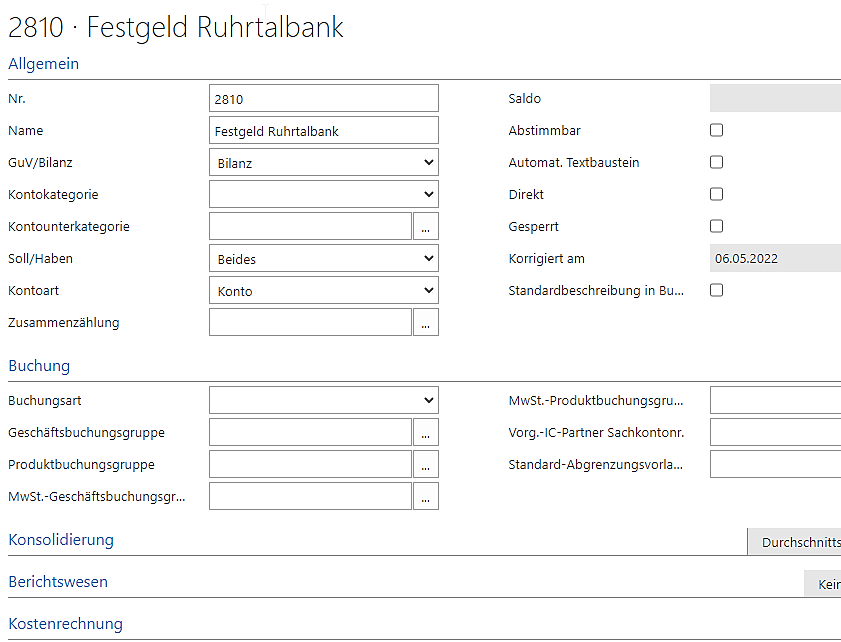 2810 · Festgeld Ruhrtalbank
Allgemein
Nr.
2810
Saldo
Name
Festgeld Ruhrtalbank
Abstimmbar
GuV/Bilanz
Bilanz
Automat. Textbaustein
Kontokategorie
Direkt
Kontounterkategorie
...
Gesperrt
Soll/Haben
Beides
Korrigiert am
06.05.2022
Kontoart
Konto
Standardbeschreibung in Bu...
Zusammenzählung
...
Buchung
Buchungsart
MwSt.-Produktbuchungsgru...
Geschäftsbuchungsgruppe
...
Vorg.-IC-Partner Sachkontonr.
Produktbuchungsgruppe
...
Standard-Abgrenzungsvorla...
MwSt.-Geschäftsbuchungsgr...
...
Konsolidierung
Durchschnitts
Berichtswesen
Kein
Kostenrechnung